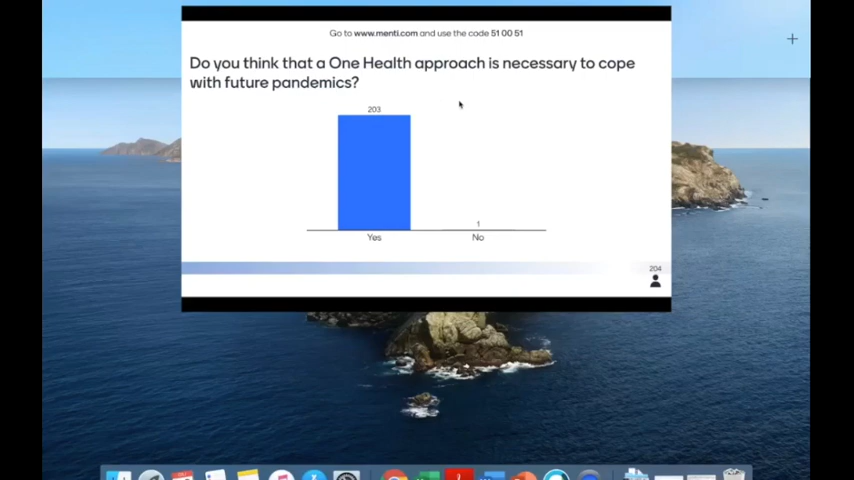 Go to www.menti.com and use the code 51 00 51
Do you think that a One Health approach is necessary to cope
with future pandemics?
203
1
Yes
No
204